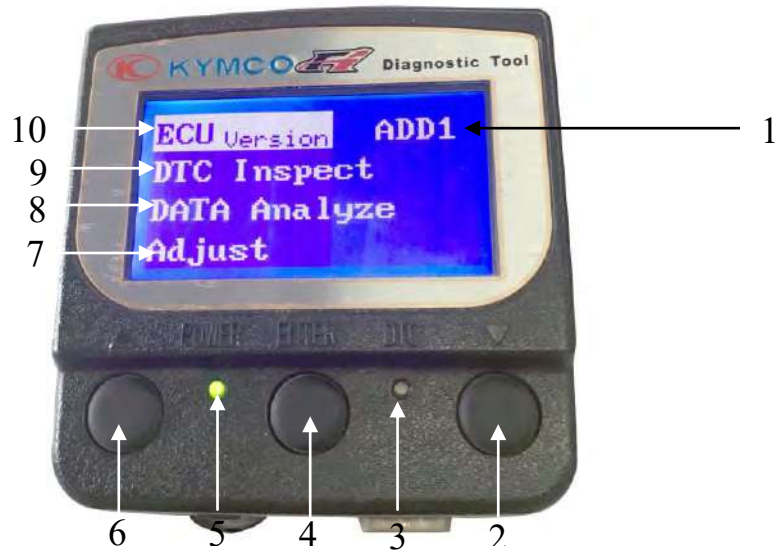 KYMCO Fi Diagnostic Tool
10 ECU Version ADD1 1
9 DTC Inspect
8 DATA Analyze
7 Adjust
POWER ENTER DTC
6 5 4 3 2